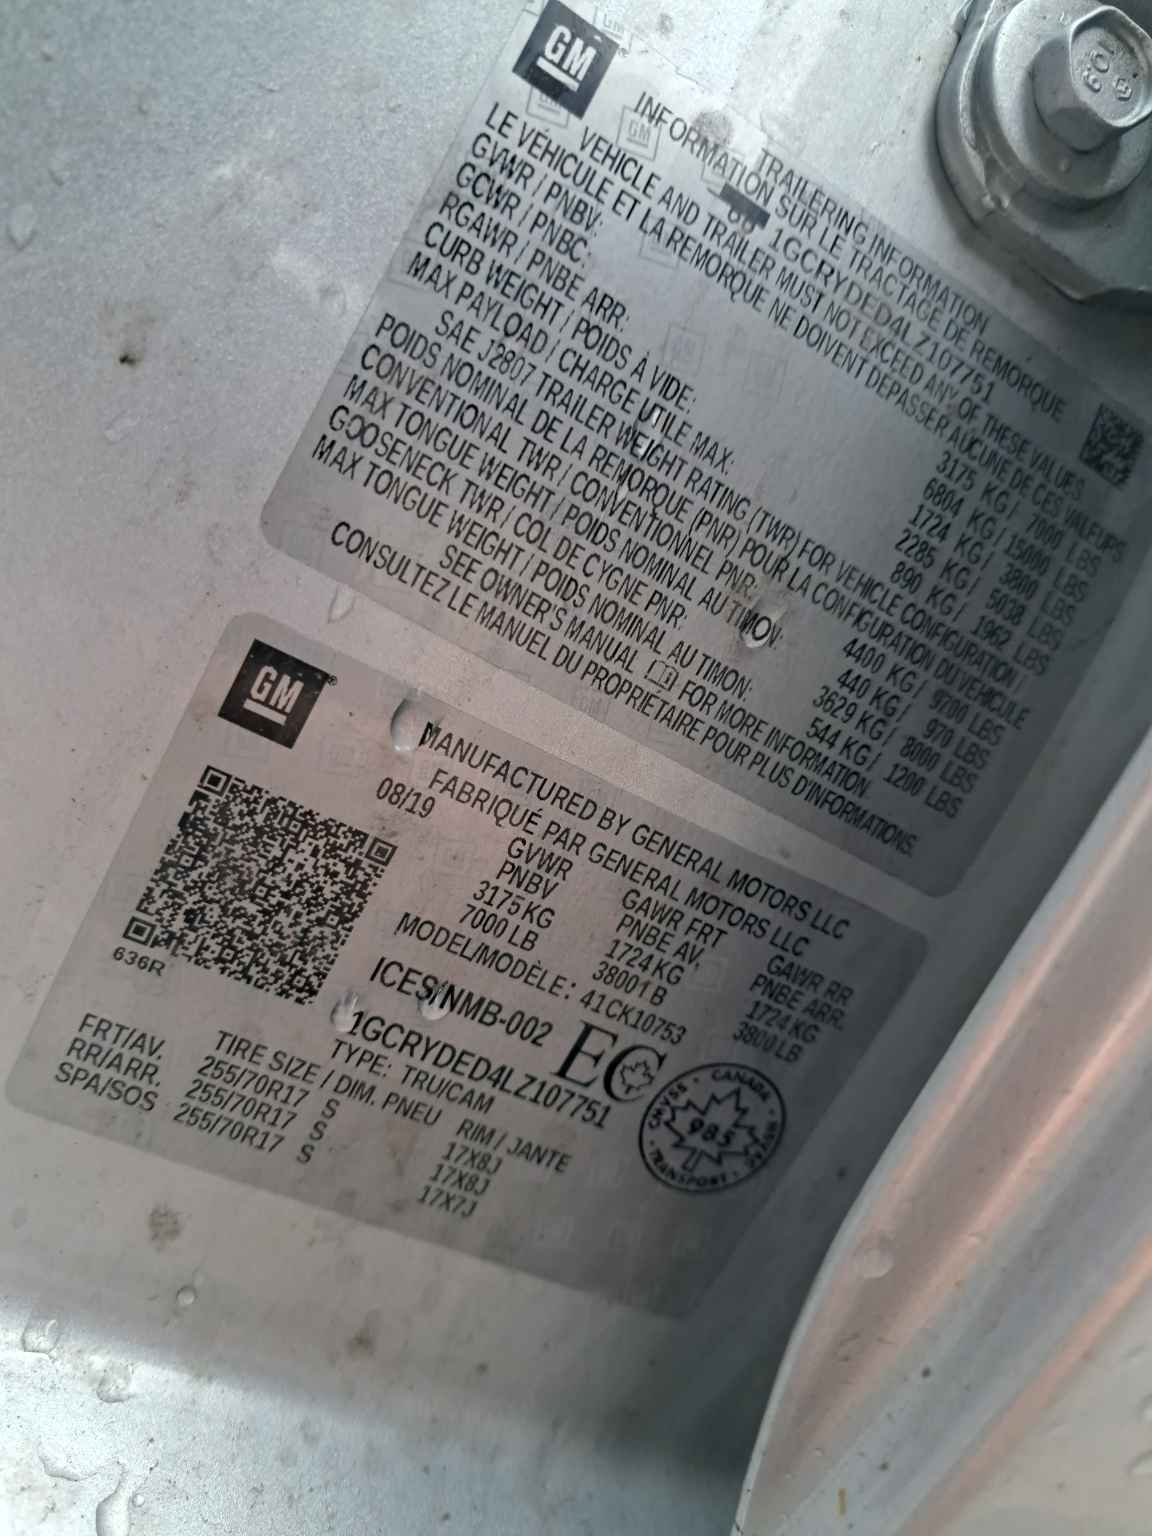 GM
TRAILERING INFORMATION
INFORMATION SUR LE TRACTAGE DE REMORQUE
1GCRYDED4LZ107751
VEHICLE AND TRAILER MUST NOT EXCEED ANY OF THESE VALUES
LE VÉHICULE ET LA REMORQUE NE DOIVENT DÉPASSER AUCUNE DE CES VALEURS
GVWR / PNBV: 3175 KG / 7000 LBS
GCWR / PNBC: 6804 KG / 15000 LBS
RGAWR / PNBE ARR: 1724 KG / 3800 LBS
CURB WEIGHT / POIDS À VIDE: 2285 KG / 5038 LBS
MAX PAYLOAD / CHARGE UTILE MAX: 890 KG / 1962 LBS
SAE J2807 TRAILER WEIGHT RATING (TWR) FOR VEHICLE CONFIGURATION /
POIDS NOMINAL DE LA REMORQUE (PNR) POUR LA CONFIGURATION DU VÉHICULE
CONVENTIONAL TWR / CONVENTIONNEL PNR: 4400 KG / 9700 LBS
MAX TONGUE WEIGHT / POIDS NOMINAL AU TIMON: 440 KG / 970 LBS
GOOSENECK TWR / COL DE CYGNE PNR: 3629 KG / 8000 LBS
MAX TONGUE WEIGHT / POIDS NOMINAL AU TIMON: 544 KG / 1200 LBS
SEE OWNER'S MANUAL FOR MORE INFORMATION.
CONSULTEZ LE MANUEL DU PROPRIÉTAIRE POUR PLUS D'INFORMATIONS.
GM
MANUFACTURED BY GENERAL MOTORS LLC
FABRIQUÉ PAR GENERAL MOTORS LLC
08/19 GVWR GAWR FRT GAWR RR
PNBV PNBE AV. PNBE ARR.
3175 KG 1724 KG 1724 KG
7000 LB 3800 LB 3800 LB
MODEL/MODÈLE: 41CK10753
636R
ICES/NMB-002 EC
1GCRYDED4LZ107751
TYPE: TRU/CAM
CANADA
CMVSS NSVAC
985
TRANSPORT
TIRE SIZE / DIM. PNEU RIM / JANTE
FRT/AV. 255/70R17 S 17X8J
RR/ARR. 255/70R17 S 17X8J
SPA/SOS 255/70R17 S 17X7J